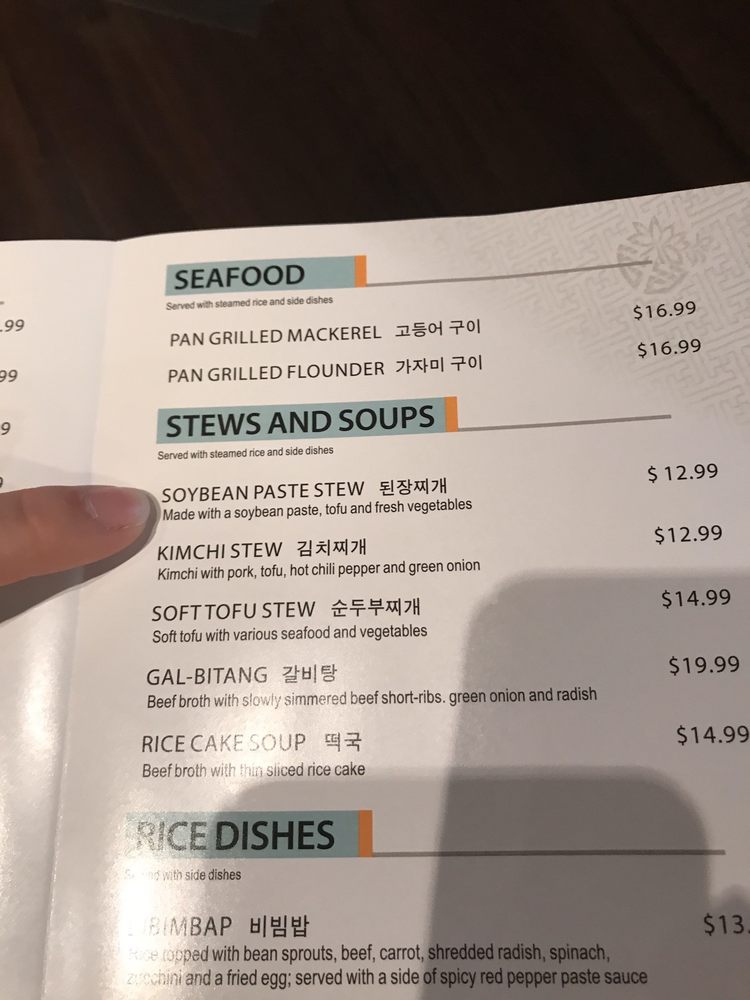 .99
99
9
SEAFOOD
Served with steamed rice and side dishes
PAN GRILLED MACKEREL 고등어 구이 $16.99
PAN GRILLED FLOUNDER 가자미 구이 $16.99
STEWS AND SOUPS
Served with steamed rice and side dishes
SOYBEAN PASTE STEW 된장찌개 $ 12.99
Made with a soybean paste, tofu and fresh vegetables
KIMCHI STEW 김치찌개 $12.99
Kimchi with pork, tofu, hot chili pepper and green onion
SOFT TOFU STEW 순두부찌개 $14.99
Soft tofu with various seafood and vegetables
GAL-BITANG 갈비탕 $19.99
Beef broth with slowly simmered beef short-ribs. green onion and radish
RICE CAKE SOUP 떡국 $14.99
Beef broth with thin sliced rice cake
RICE DISHES
Served with side dishes
BIBIMBAP 비빔밥 $13.
Rice topped with bean sprouts, beef, carrot, shredded radish, spinach,
zucchini and a fried egg; served with a side of spicy red pepper paste sauce